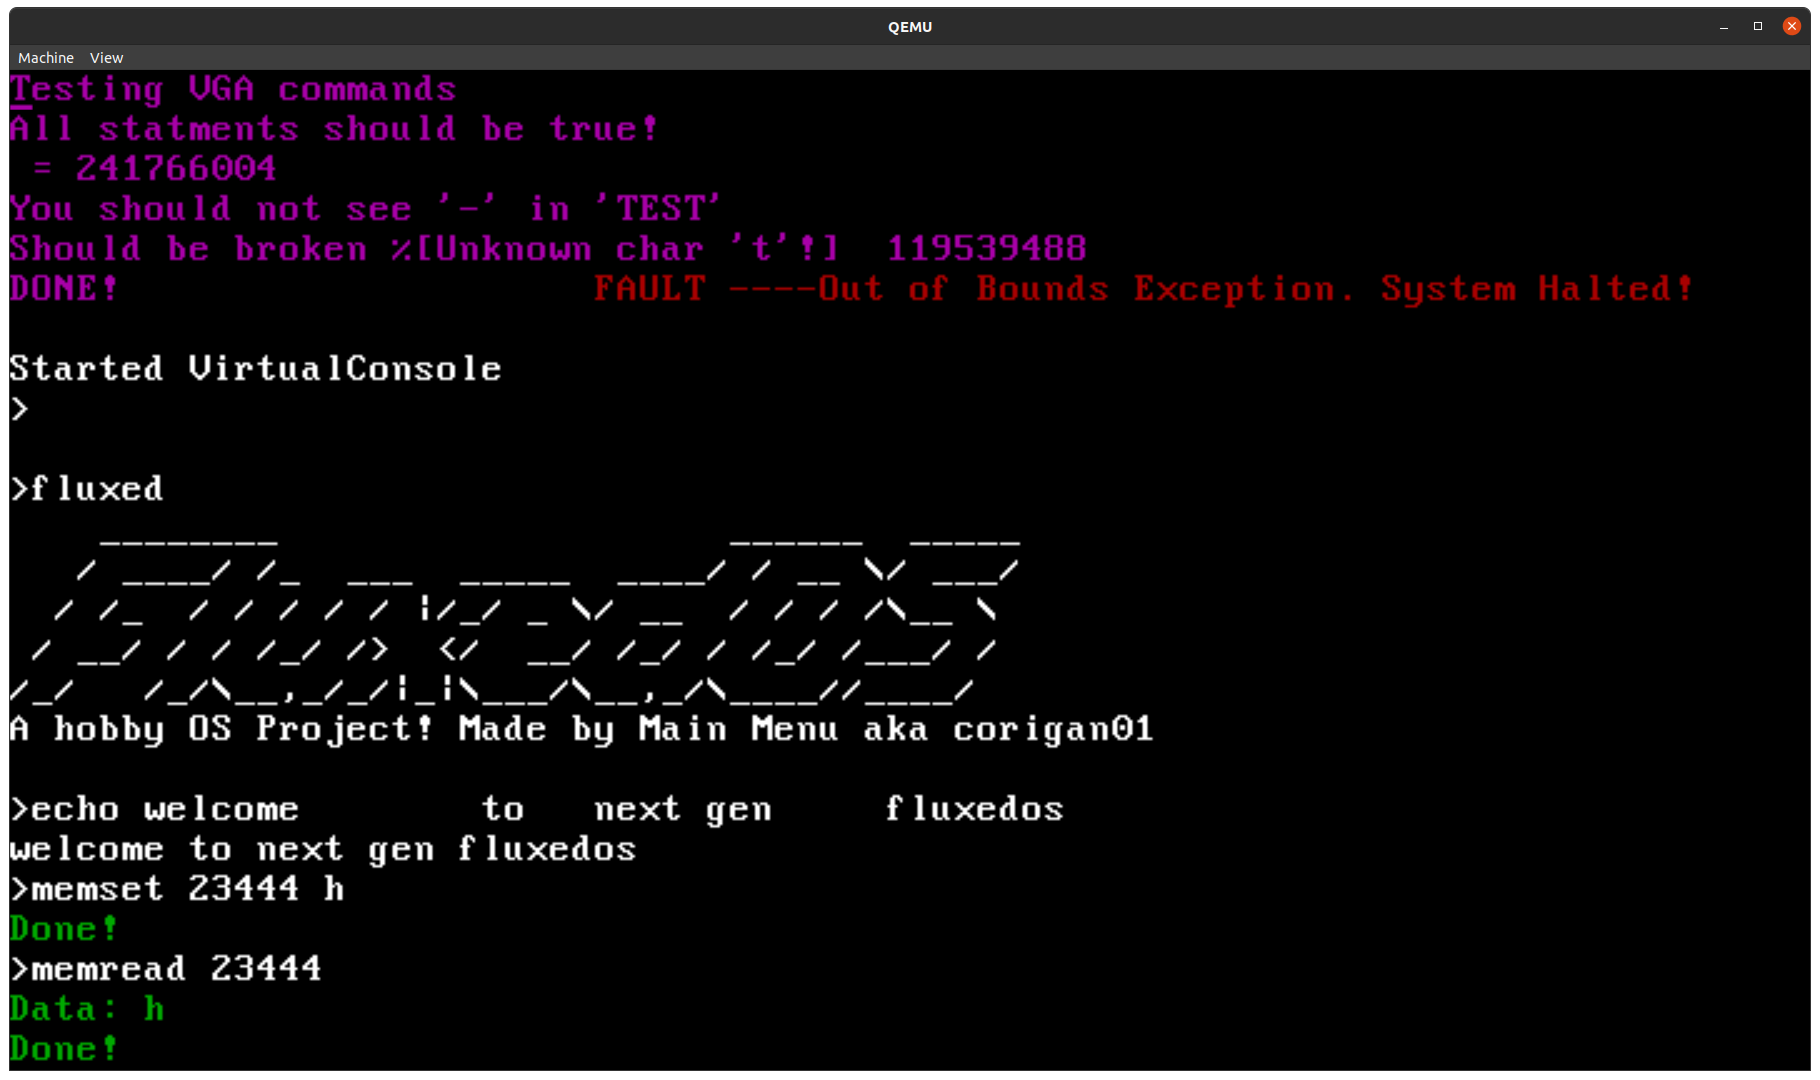 QEMU
Machine View
Testing VGA commands
All statments should be true!
 = 241766004
You should not see '-' in 'TEST'
Should be broken %[Unknown char 't'!]  119539488
DONE!                     FAULT ----Out of Bounds Exception. System Halted!
Started VirtualConsole
>
>fluxed
FluxedOS
A hobby OS Project! Made by Main Menu aka corigan01
>echo welcome        to   next gen     fluxedos
welcome to next gen fluxedos
>memset 23444 h
Done!
>memread 23444
Data: h
Done!